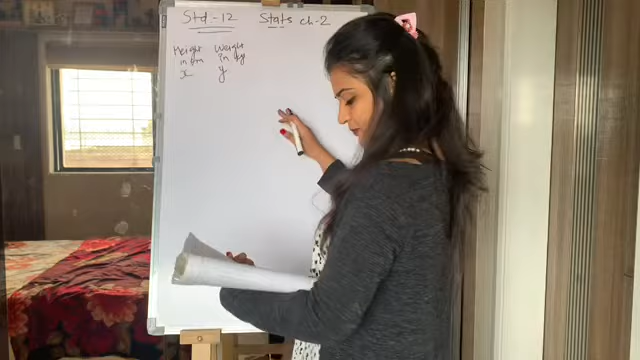 Std.-12 Stats ch-2
Height Weight
in cm in kg
x y